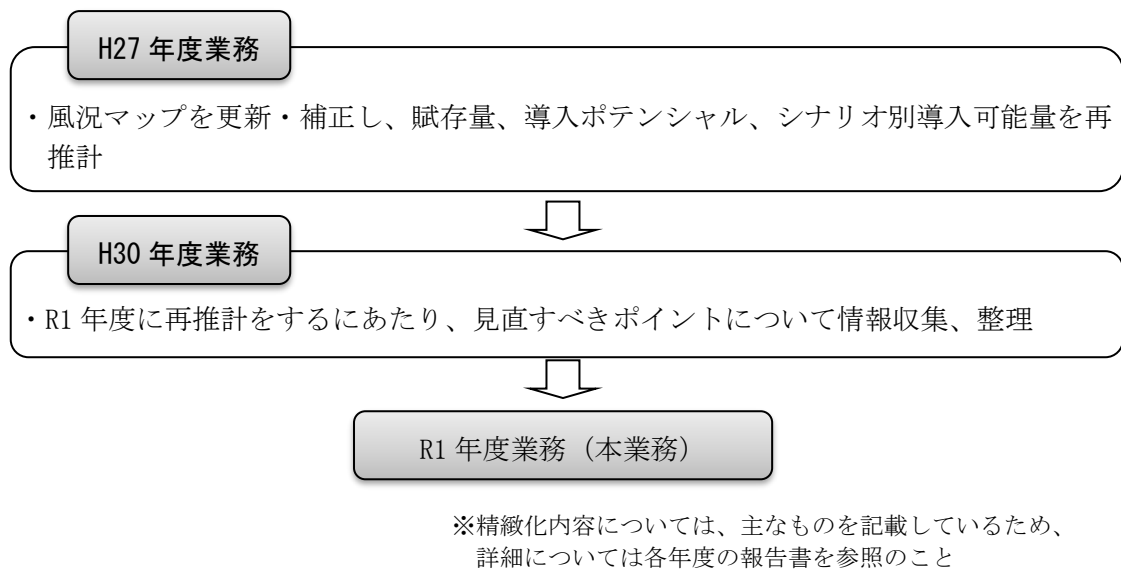 H27 年度業務
・風況マップを更新・補正し、賦存量、導入ポテンシャル、シナリオ別導入可能量を再
推計
H30 年度業務
・R1 年度に再推計をするにあたり、見直すべきポイントについて情報収集、整理
R1 年度業務（本業務）
※精緻化内容については、主なものを記載しているため、
詳細については各年度の報告書を参照のこと